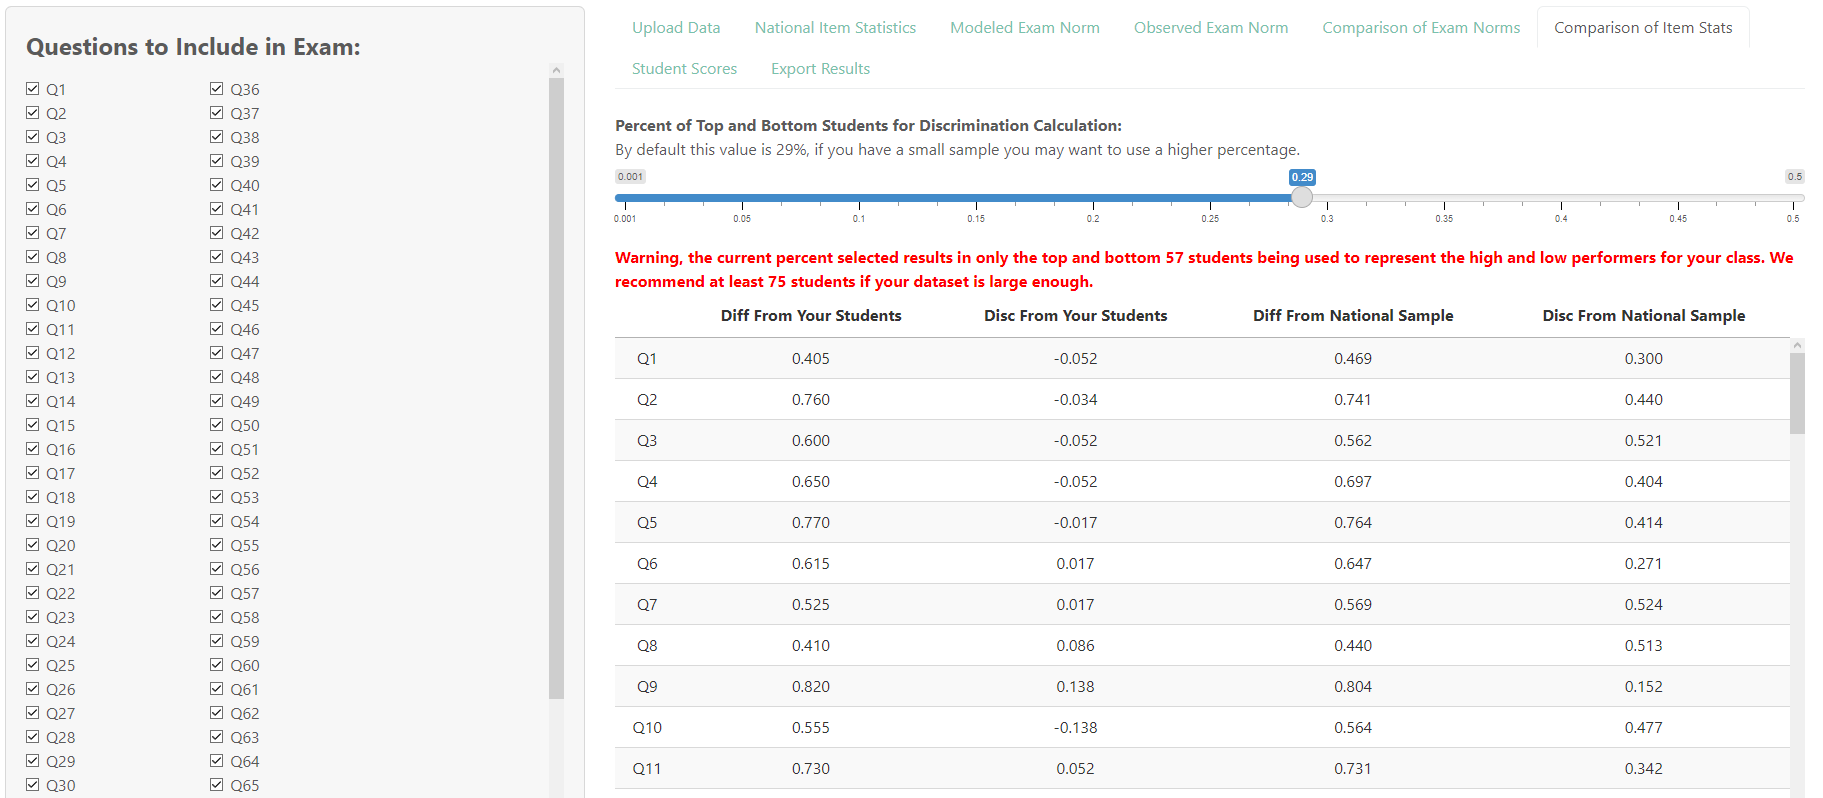 Questions to Include in Exam:
Q1 Q36
Q2 Q37
Q3 Q38
Q4 Q39
Q5 Q40
Q6 Q41
Q7 Q42
Q8 Q43
Q9 Q44
Q10 Q45
Q11 Q46
Q12 Q47
Q13 Q48
Q14 Q49
Q15 Q50
Q16 Q51
Q17 Q52
Q18 Q53
Q19 Q54
Q20 Q55
Q21 Q56
Q22 Q57
Q23 Q58
Q24 Q59
Q25 Q60
Q26 Q61
Q27 Q62
Q28 Q63
Q29 Q64
Q30 Q65
Upload Data National Item Statistics Modeled Exam Norm Observed Exam Norm Comparison of Exam Norms Comparison of Item Stats
Student Scores Export Results
Percent of Top and Bottom Students for Discrimination Calculation:
By default this value is 29%, if you have a small sample you may want to use a higher percentage.
0.001 0.29 0.5
0.001 0.05 0.1 0.15 0.2 0.25 0.3 0.35 0.4 0.45 0.5
Warning, the current percent selected results in only the top and bottom 57 students being used to represent the high and low performers for your class. We
recommend at least 75 students if your dataset is large enough.
Diff From Your Students Disc From Your Students Diff From National Sample Disc From National Sample
Q1 0.405 -0.052 0.469 0.300
Q2 0.760 -0.034 0.741 0.440
Q3 0.600 -0.052 0.562 0.521
Q4 0.650 -0.052 0.697 0.404
Q5 0.770 -0.017 0.764 0.414
Q6 0.615 0.017 0.647 0.271
Q7 0.525 0.017 0.569 0.524
Q8 0.410 0.086 0.440 0.513
Q9 0.820 0.138 0.804 0.152
Q10 0.555 -0.138 0.564 0.477
Q11 0.730 0.052 0.731 0.342